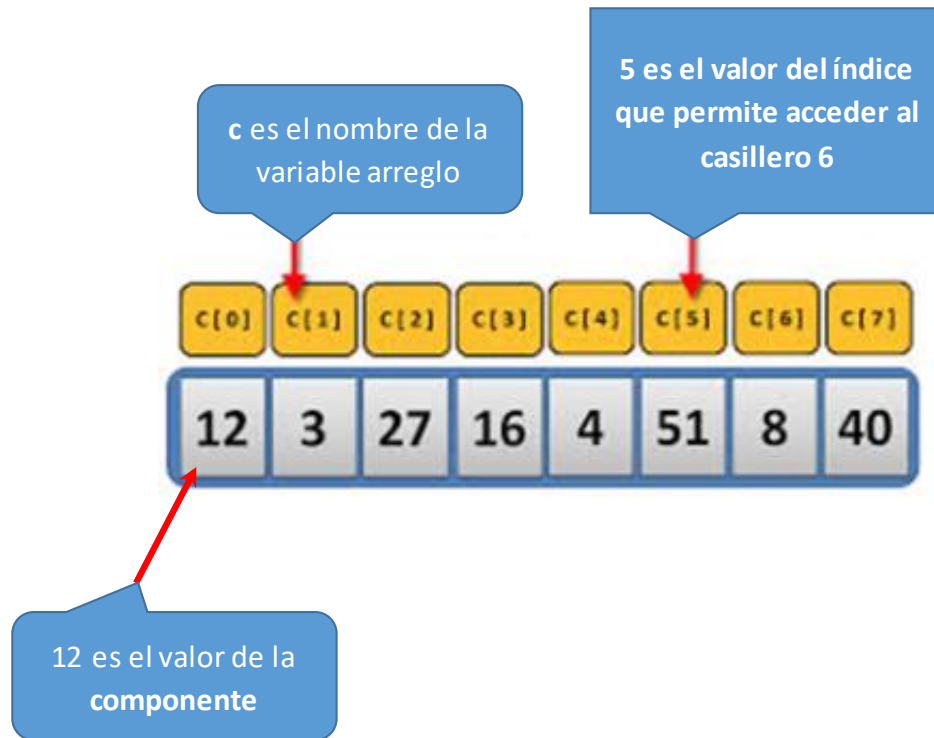 5 es el valor del índice
que permite acceder al
casillero 6
c es el nombre de la
variable arreglo
C[0] C[1] C[2] C[3] C[4] C[5] C[6] C[7]
12 3 27 16 4 51 8 40
12 es el valor de la
componente